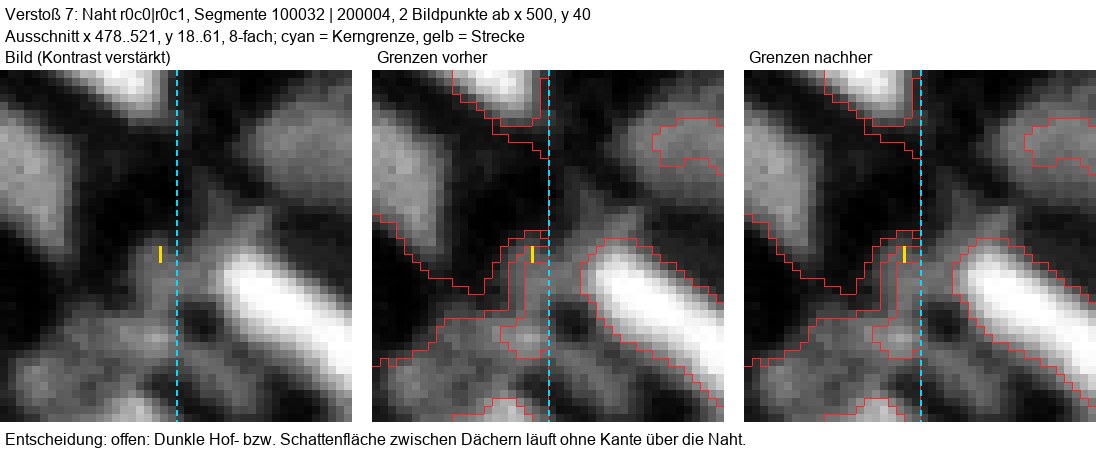 Verstoß 7: Naht r0c0|r0c1, Segmente 100032 | 200004, 2 Bildpunkte ab x 500, y 40
Ausschnitt x 478..521, y 18..61, 8-fach; cyan = Kerngrenze, gelb = Strecke
Bild (Kontrast verstärkt) Grenzen vorher Grenzen nachher
Entscheidung: offen: Dunkle Hof- bzw. Schattenfläche zwischen Dächern läuft ohne Kante über die Naht.